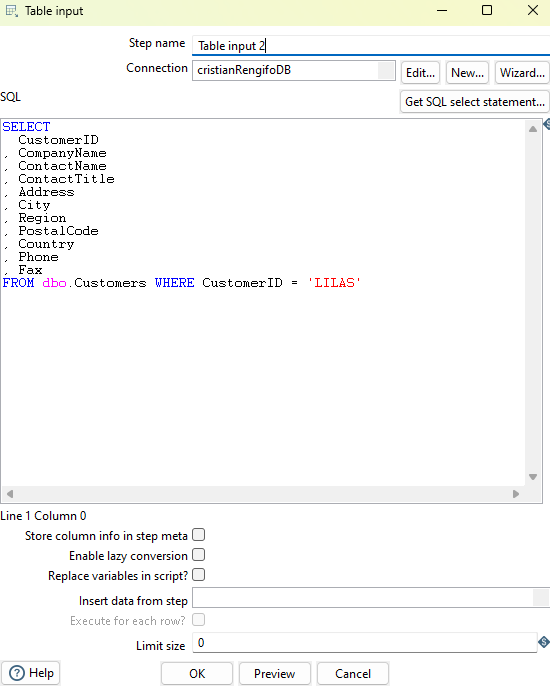 Table input
Step name Table input 2
Connection cristianRengifoDB Edit... New... Wizard...
SQL
Get SQL select statement...
SELECT
CustomerID
, CompanyName
, ContactName
, ContactTitle
, Address
, City
, Region
, PostalCode
, Country
, Phone
, Fax
FROM dbo.Customers WHERE CustomerID = 'LILAS'
Line 1 Column 0
Store column info in step meta
Enable lazy conversion
Replace variables in script?
Insert data from step
Execute for each row?
Limit size 0
Help OK Preview Cancel